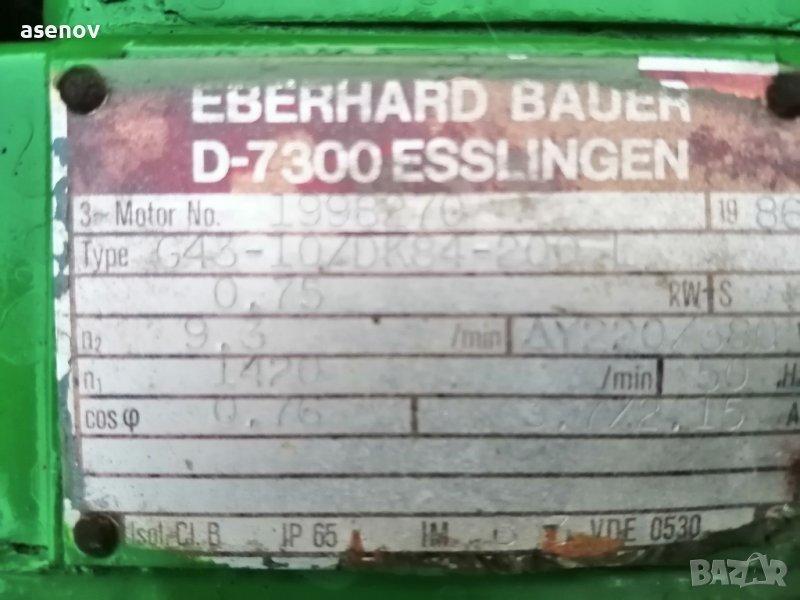 asenov
EBERHARD BAUER
D-7300 ESSLINGEN
3~ Motor No. 1998270 19 86
Type G43-10/DK84-200 L
0.75 kW S
n₂ 9.3 /min ΔY220/380
n₁ 1420 /min 50 Hz
cos φ 0.76 3.7/2.15 A
Isol. Cl. B IP 65 IM VDE 0530
BAZAR